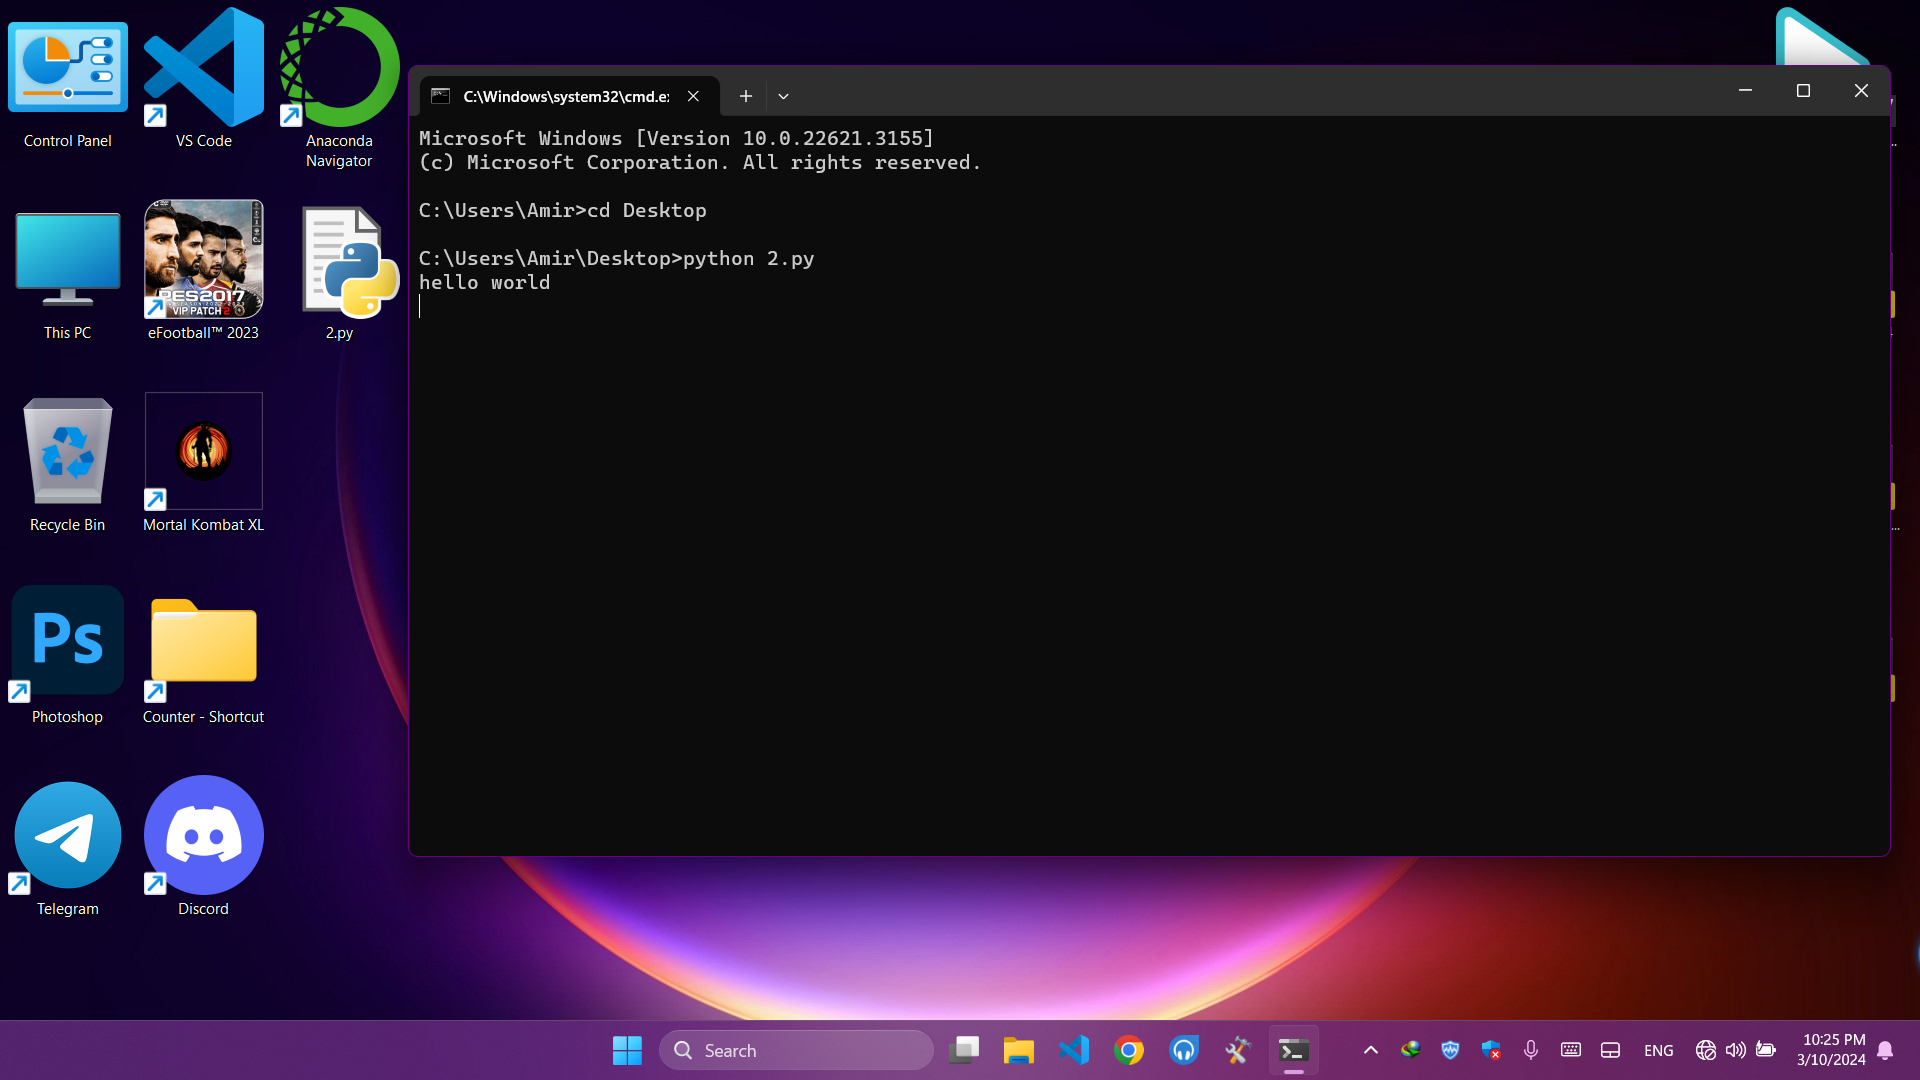 Control Panel
VS Code
Anaconda
Navigator
This PC
PES2017
VIP PATCH 2
eFootball™ 2023
2.py
Recycle Bin
Mortal Kombat XL
Ps
Photoshop
Counter - Shortcut
Telegram
Discord
C:\Windows\system32\cmd.e
Microsoft Windows [Version 10.0.22621.3155]
(c) Microsoft Corporation. All rights reserved.
C:\Users\Amir>cd Desktop
C:\Users\Amir\Desktop>python 2.py
hello world
Search
ENG
10:25 PM
3/10/2024